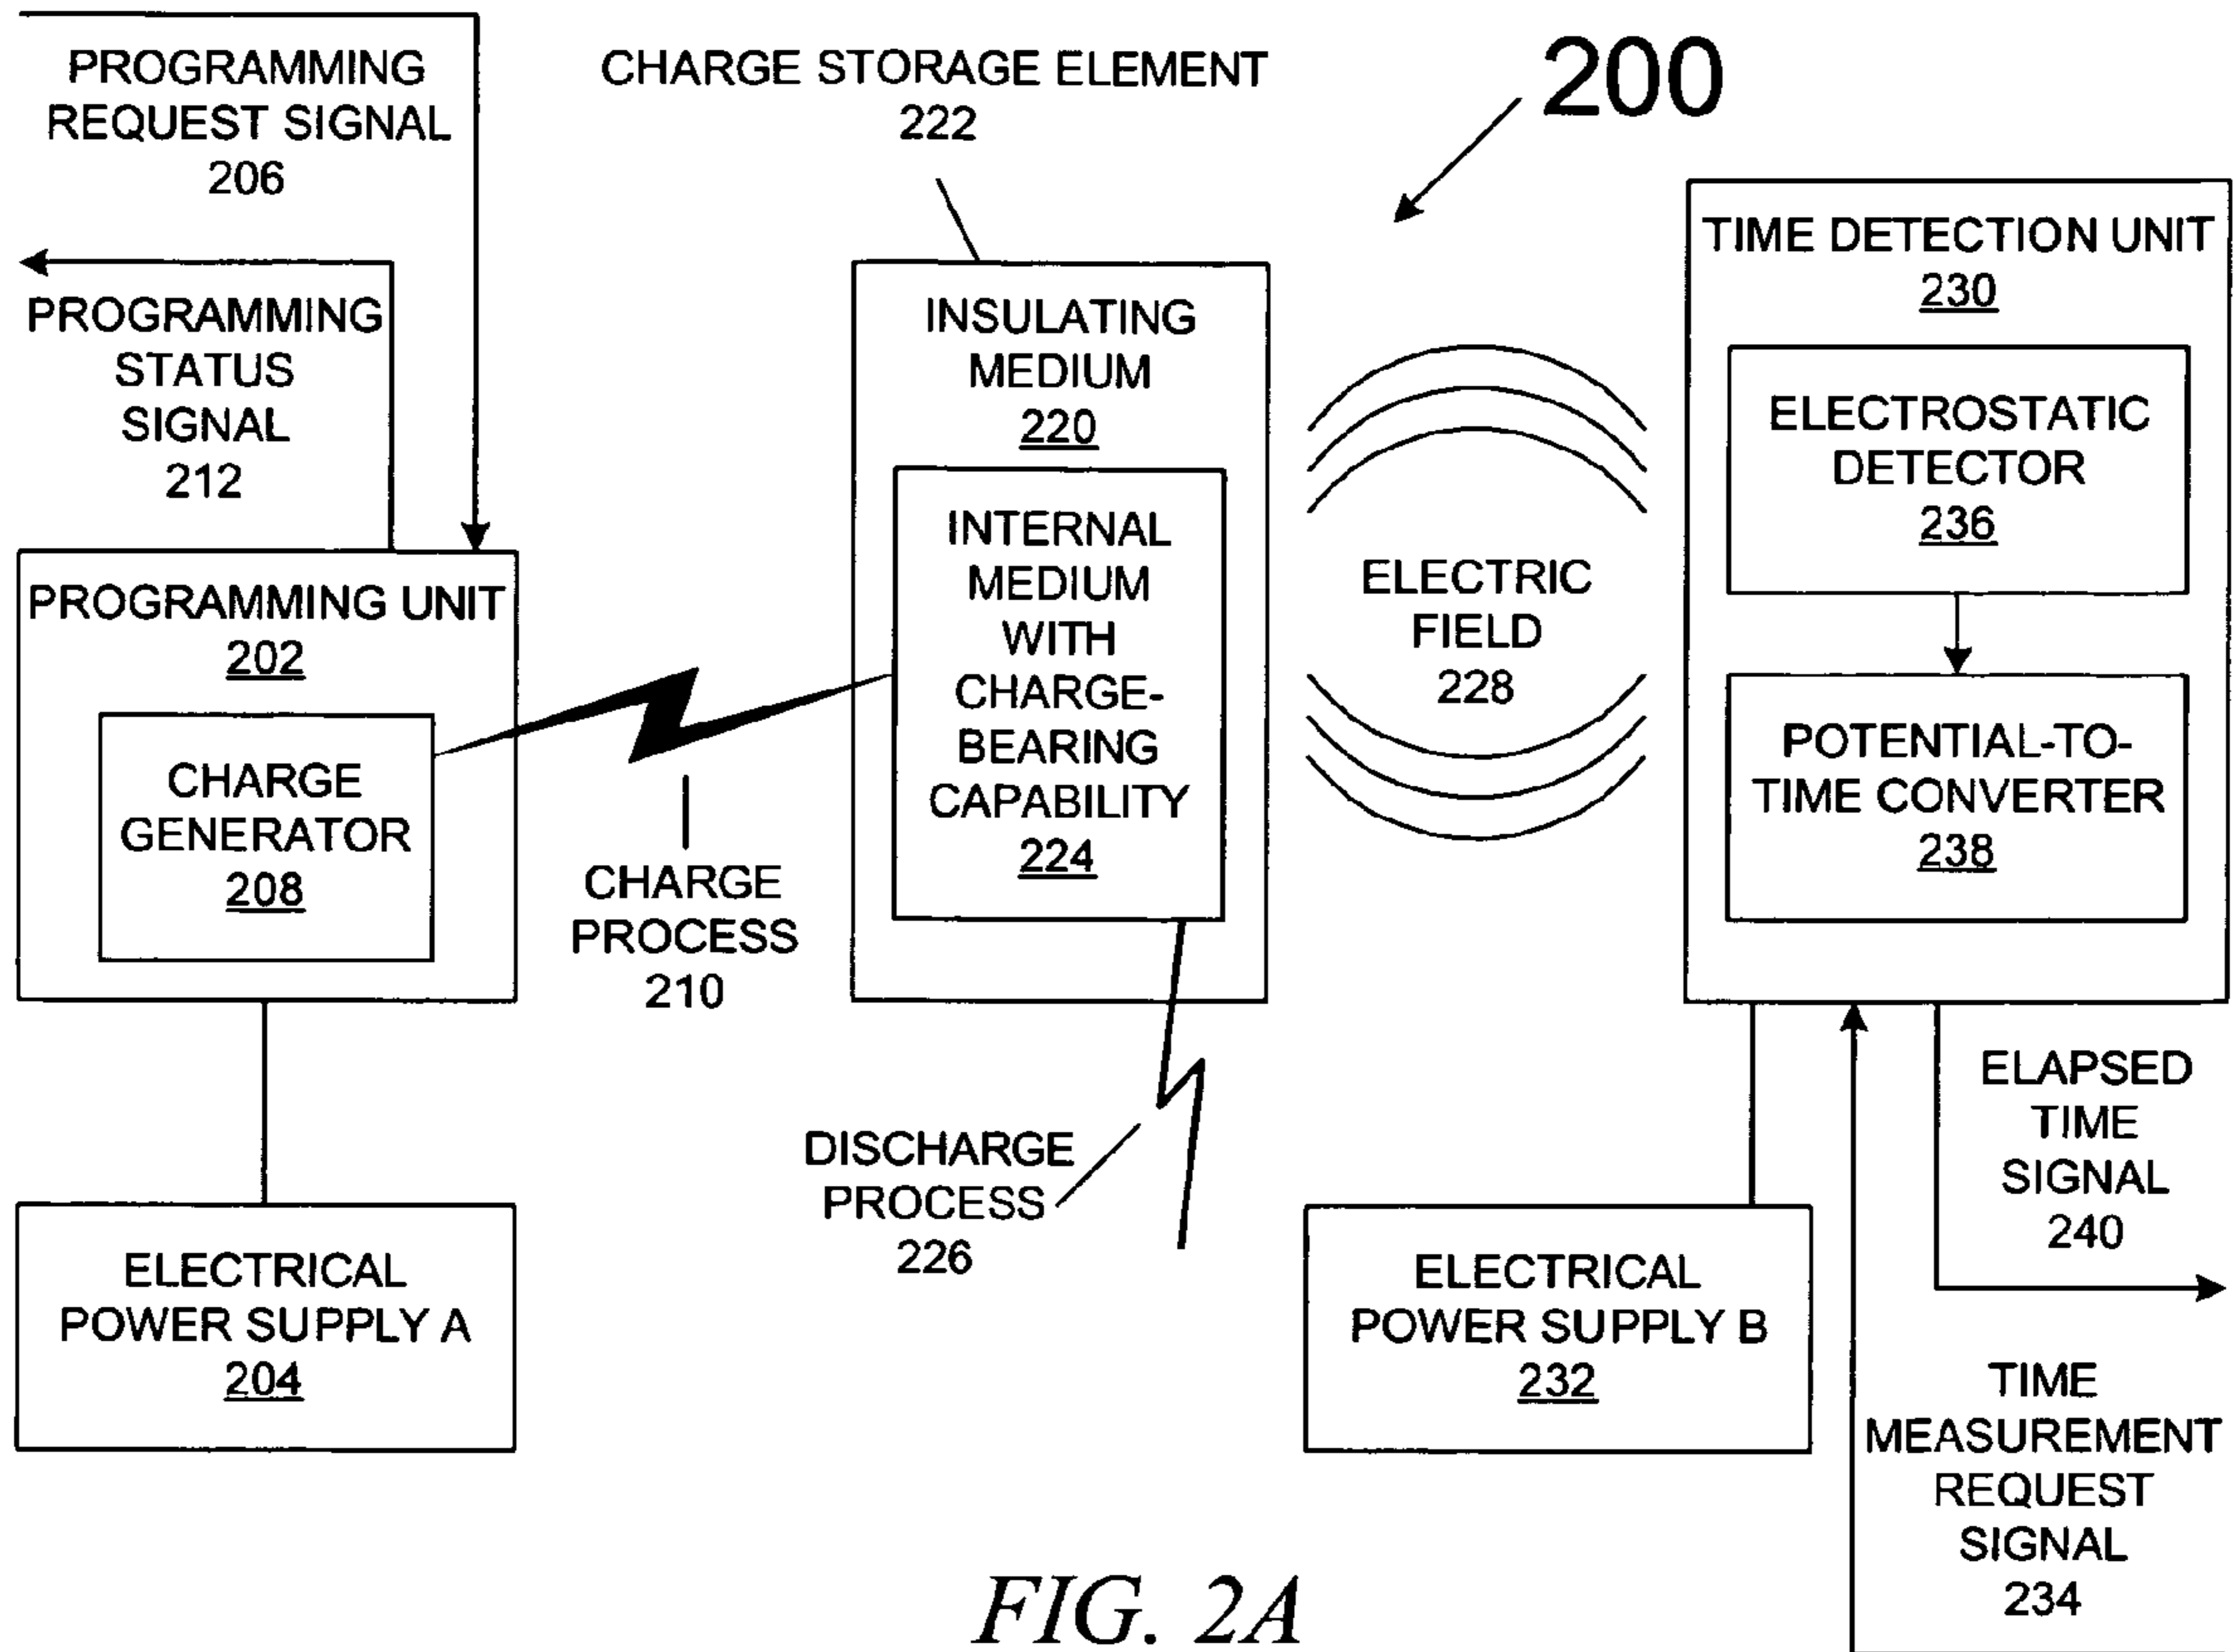 PROGRAMMING
REQUEST SIGNAL
206
CHARGE STORAGE ELEMENT
222
200
PROGRAMMING
STATUS
SIGNAL
212
PROGRAMMING UNIT
202
CHARGE
GENERATOR
208
ELECTRICAL
POWER SUPPLY A
204
CHARGE
PROCESS
210
INSULATING
MEDIUM
220
INTERNAL
MEDIUM
WITH
CHARGE-
BEARING
CAPABILITY
224
DISCHARGE
PROCESS
226
ELECTRIC
FIELD
228
TIME DETECTION UNIT
230
ELECTROSTATIC
DETECTOR
236
POTENTIAL-TO-
TIME CONVERTER
238
ELECTRICAL
POWER SUPPLY B
232
ELAPSED
TIME
SIGNAL
240
TIME
MEASUREMENT
REQUEST
SIGNAL
234
FIG. 2A